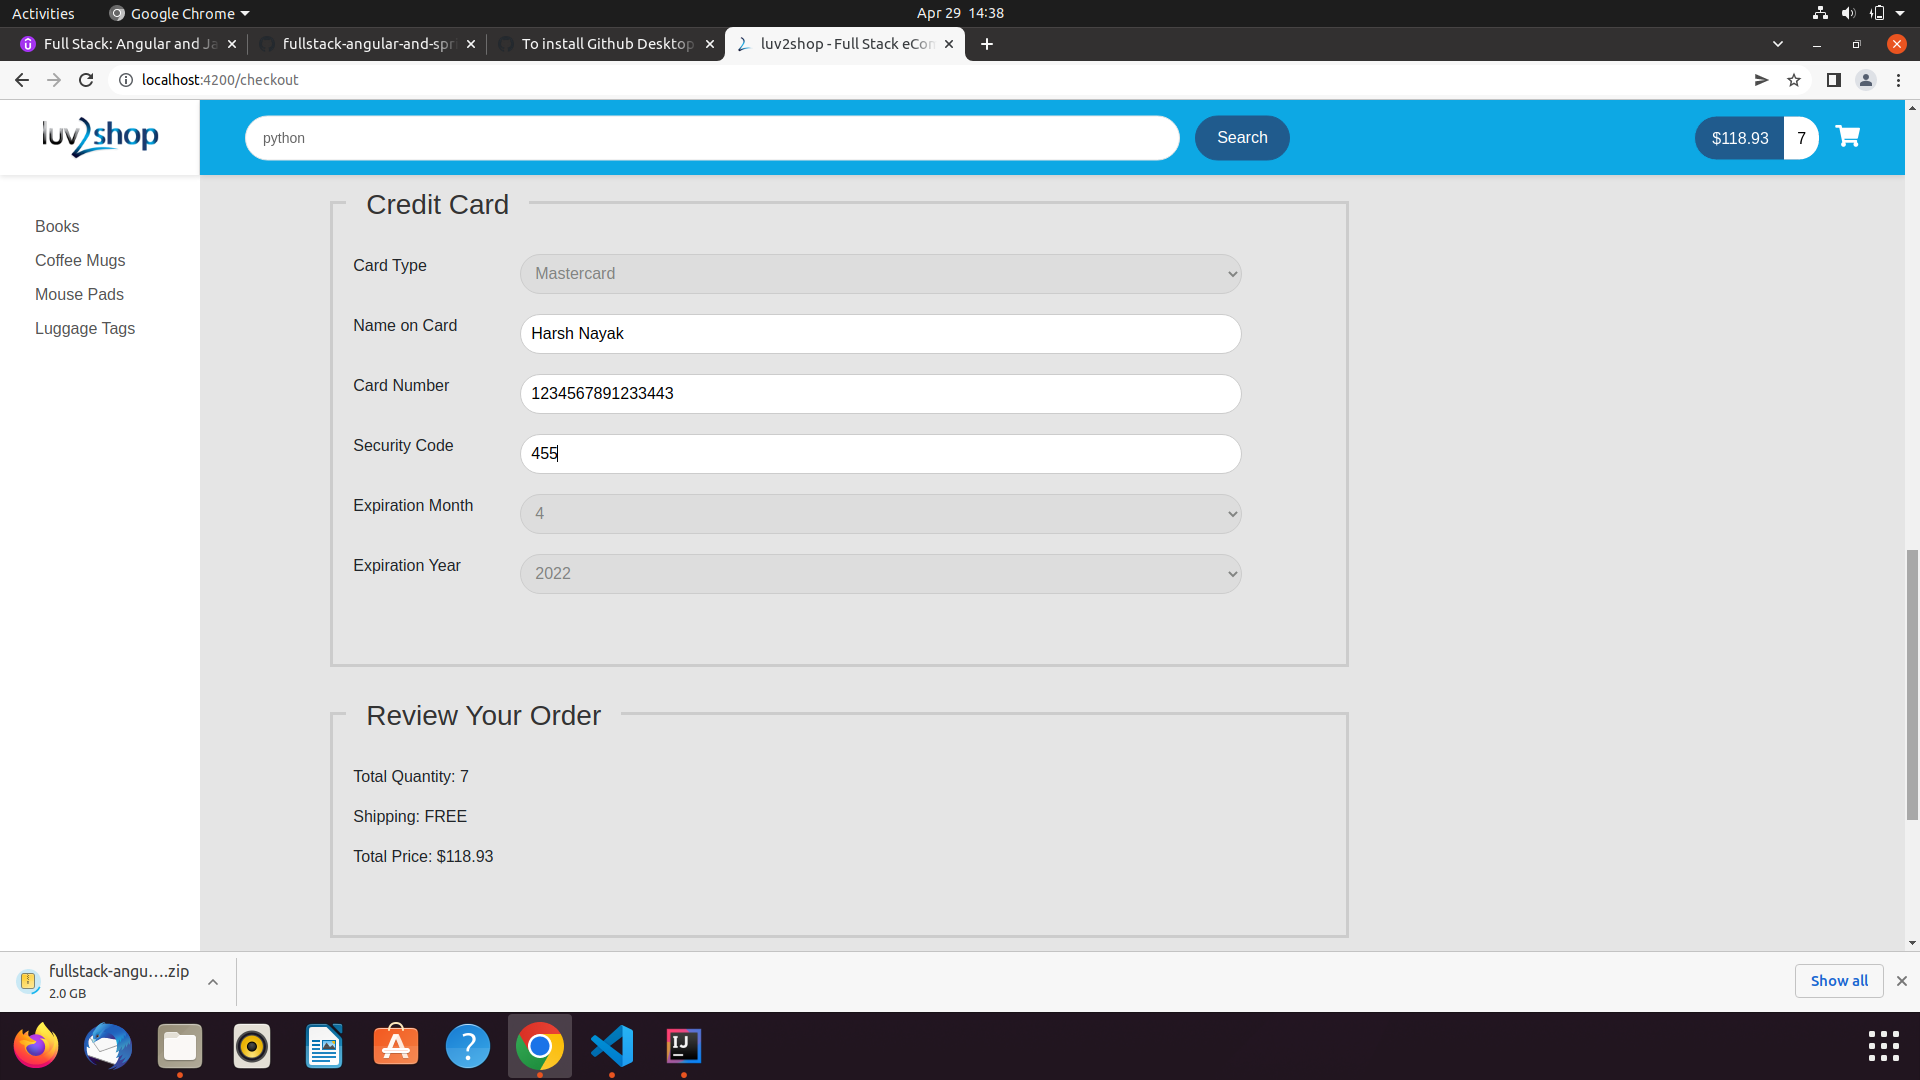 Activities
Google Chrome
Apr 29 14:38
Full Stack: Angular and Ja
fullstack-angular-and-spri
To install Github Desktop
luv2shop - Full Stack eCom
localhost:4200/checkout
luv2shop
python
Search
$118.93
7
Books
Coffee Mugs
Mouse Pads
Luggage Tags
Credit Card
Card Type
Mastercard
Name on Card
Harsh Nayak
Card Number
1234567891233443
Security Code
455
Expiration Month
4
Expiration Year
2022
Review Your Order
Total Quantity: 7
Shipping: FREE
Total Price: $118.93
fullstack-angu….zip
2.0 GB
Show all
IJ